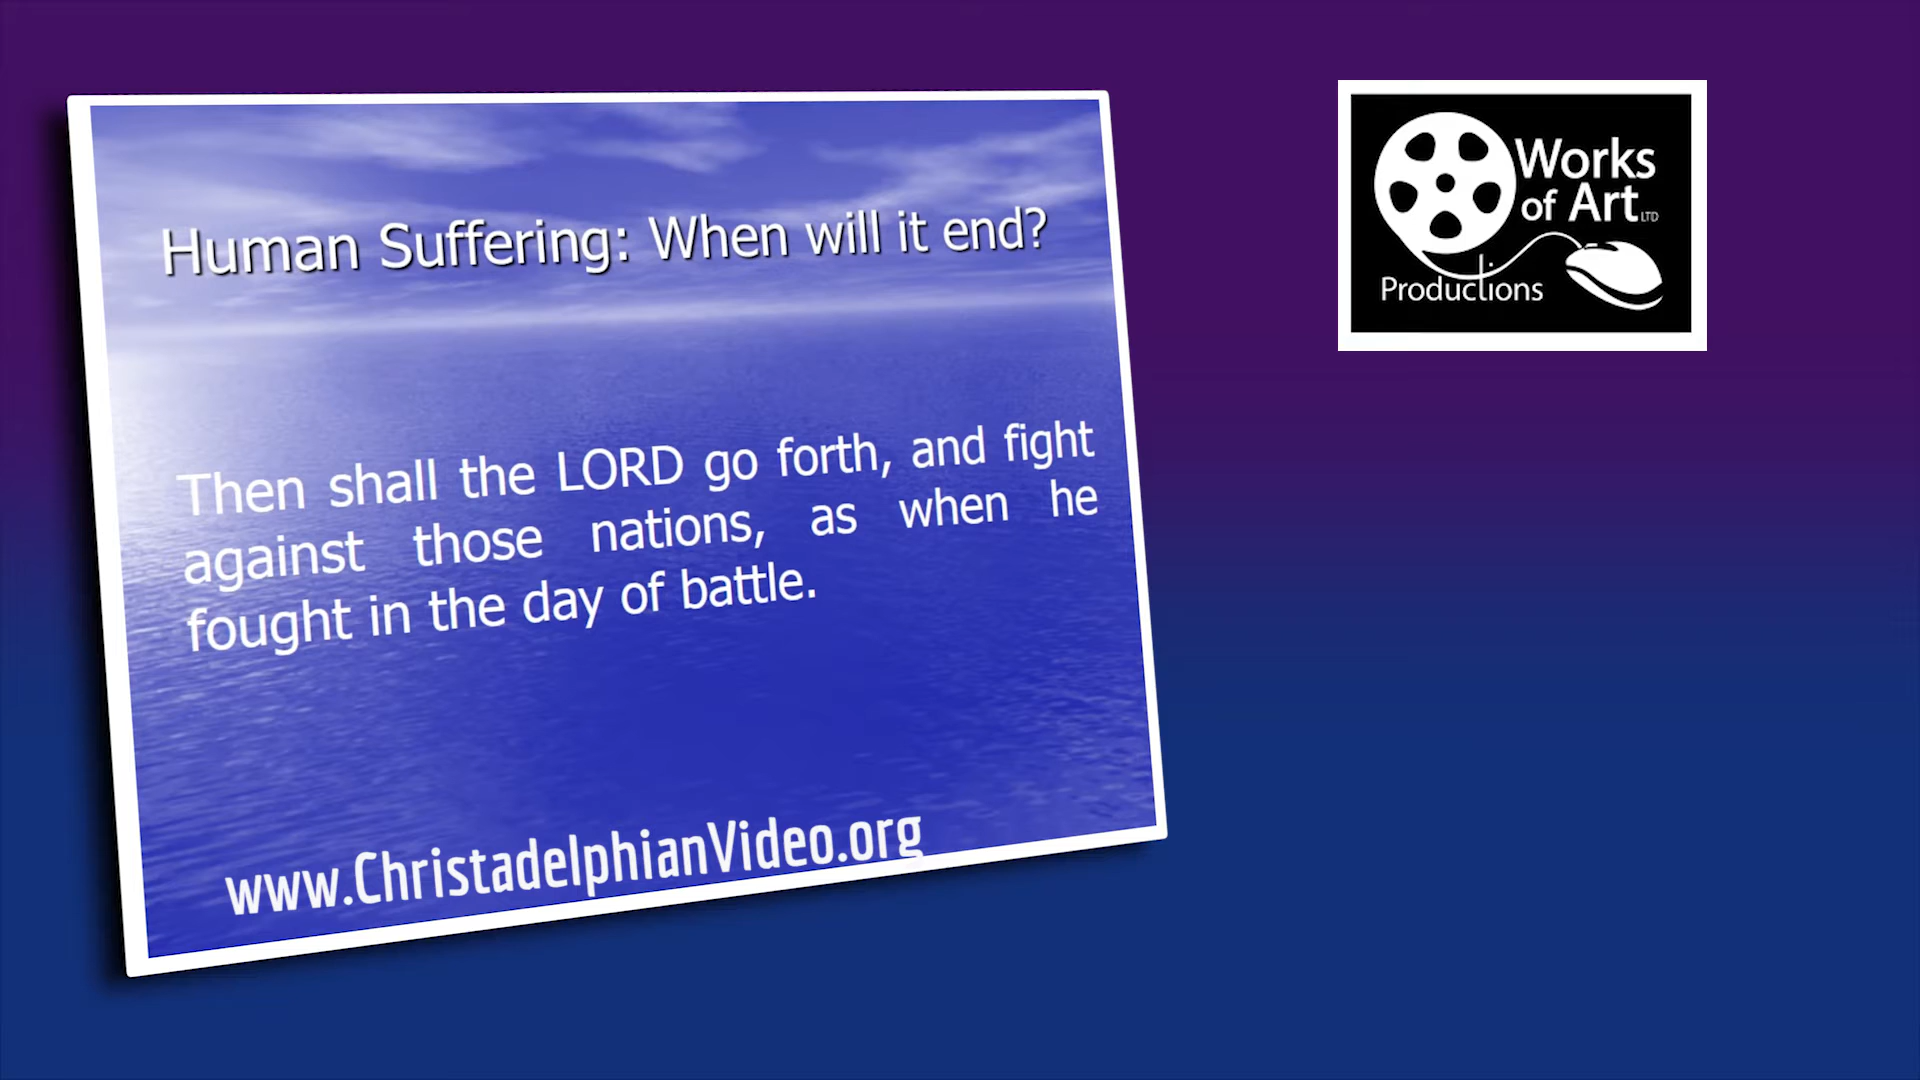 Human Suffering: When will it end?
Then shall the LORD go forth, and fight
against those nations, as when he
fought in the day of battle.
www.ChristadelphianVideo.org
Works
of Art LTD
Productions